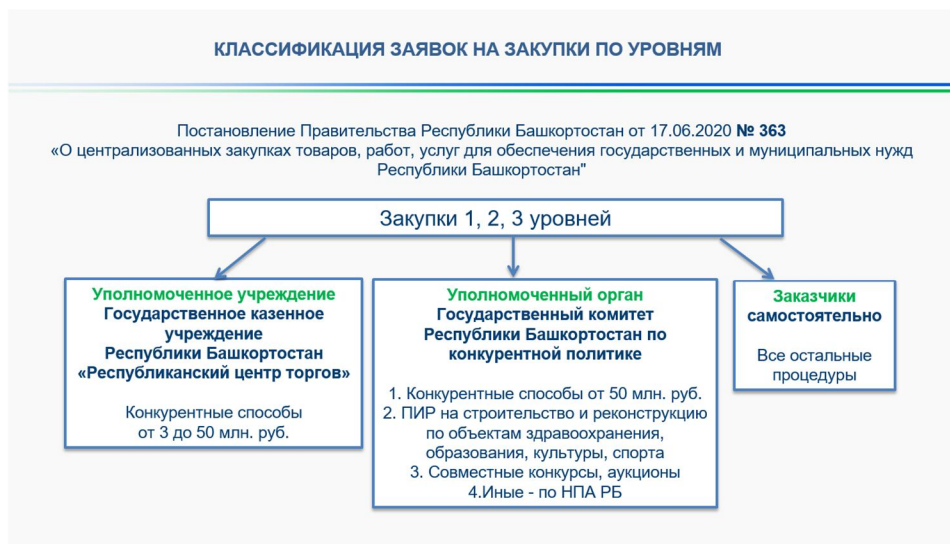 КЛАССИФИКАЦИЯ ЗАЯВОК НА ЗАКУПКИ ПО УРОВНЯМ
Постановление Правительства Республики Башкортостан от 17.06.2020 № 363
«О централизованных закупках товаров, работ, услуг для обеспечения государственных и муниципальных нужд
Республики Башкортостан"
Закупки 1, 2, 3 уровней
Уполномоченное учреждение
Государственное казенное
учреждение
Республики Башкортостан
«Республиканский центр торгов»
Конкурентные способы
от 3 до 50 млн. руб.
Уполномоченный орган
Государственный комитет
Республики Башкортостан по
конкурентной политике
1. Конкурентные способы от 50 млн. руб.
2. ПИР на строительство и реконструкцию
по объектам здравоохранения,
образования, культуры, спорта
3. Совместные конкурсы, аукционы
4.Иные - по НПА РБ
Заказчики
самостоятельно
Все остальные
процедуры